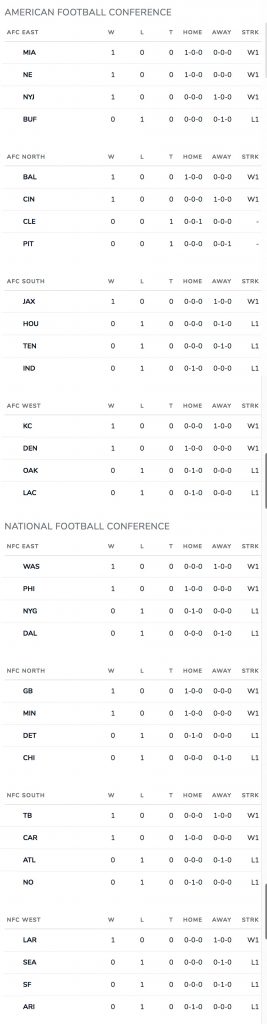 AMERICAN FOOTBALL CONFERENCE
AFC EAST W L T HOME AWAY STRK
MIA 1 0 0 1-0-0 0-0-0 W1
NE 1 0 0 1-0-0 0-0-0 W1
NYJ 1 0 0 0-0-0 1-0-0 W1
BUF 0 1 0 0-0-0 0-1-0 L1
AFC NORTH W L T HOME AWAY STRK
BAL 1 0 0 1-0-0 0-0-0 W1
CIN 1 0 0 0-0-0 1-0-0 W1
CLE 0 0 1 0-0-1 0-0-0 -
PIT 0 0 1 0-0-0 0-0-1 -
AFC SOUTH W L T HOME AWAY STRK
JAX 1 0 0 0-0-0 1-0-0 W1
HOU 0 1 0 0-0-0 0-1-0 L1
TEN 0 1 0 0-0-0 0-1-0 L1
IND 0 1 0 0-1-0 0-0-0 L1
AFC WEST W L T HOME AWAY STRK
KC 1 0 0 0-0-0 1-0-0 W1
DEN 1 0 0 1-0-0 0-0-0 W1
OAK 0 1 0 0-1-0 0-0-0 L1
LAC 0 1 0 0-1-0 0-0-0 L1
NATIONAL FOOTBALL CONFERENCE
NFC EAST W L T HOME AWAY STRK
WAS 1 0 0 0-0-0 1-0-0 W1
PHI 1 0 0 1-0-0 0-0-0 W1
NYG 0 1 0 0-1-0 0-0-0 L1
DAL 0 1 0 0-0-0 0-1-0 L1
NFC NORTH W L T HOME AWAY STRK
GB 1 0 0 1-0-0 0-0-0 W1
MIN 1 0 0 1-0-0 0-0-0 W1
DET 0 1 0 0-1-0 0-0-0 L1
CHI 0 1 0 0-0-0 0-1-0 L1
NFC SOUTH W L T HOME AWAY STRK
TB 1 0 0 0-0-0 1-0-0 W1
CAR 1 0 0 1-0-0 0-0-0 W1
ATL 0 1 0 0-0-0 0-1-0 L1
NO 0 1 0 0-1-0 0-0-0 L1
NFC WEST W L T HOME AWAY STRK
LAR 1 0 0 0-0-0 1-0-0 W1
SEA 0 1 0 0-0-0 0-1-0 L1
SF 0 1 0 0-0-0 0-1-0 L1
ARI 0 1 0 0-1-0 0-0-0 L1